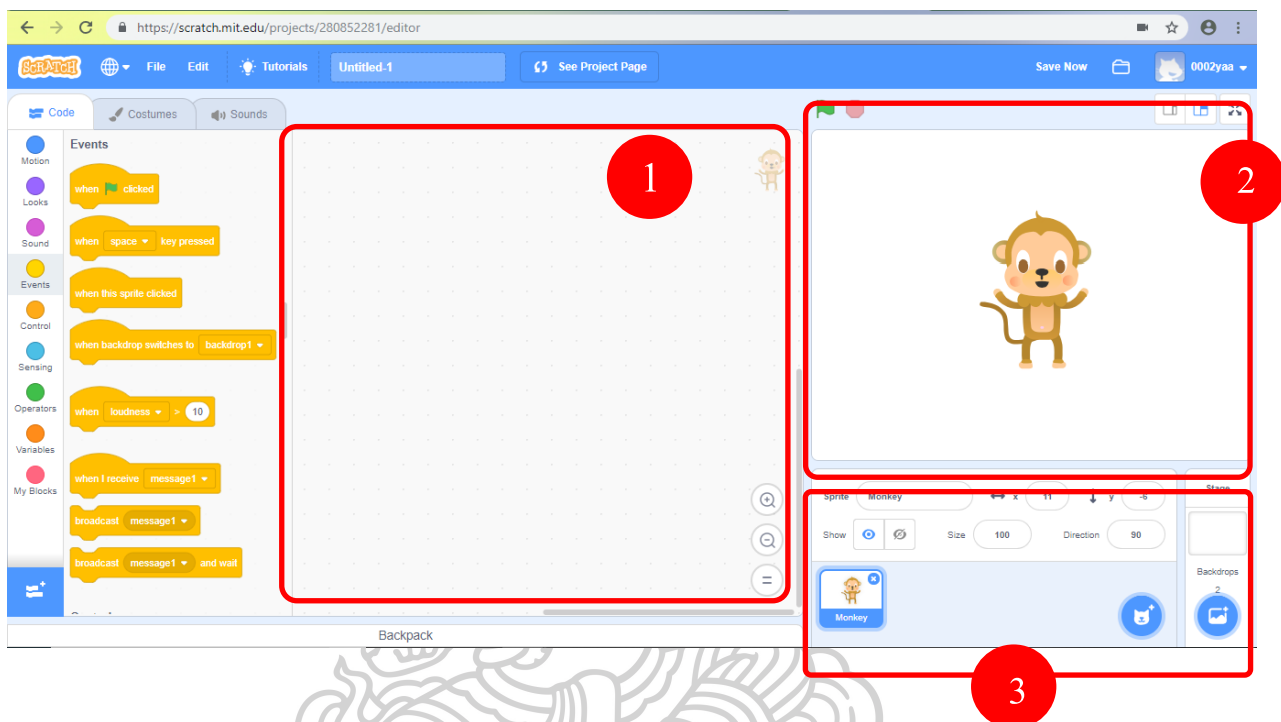 https://scratch.mit.edu/projects/280852281/editor
SCRATCH File Edit Tutorials Untitled-1 See Project Page Save Now 0002yaa
Code Costumes Sounds
Motion
Looks
Sound
Events
Control
Sensing
Operators
Variables
My Blocks
Events
when clicked
when space key pressed
when this sprite clicked
when backdrop switches to backdrop1
when loudness > 10
when I receive message1
broadcast message1
broadcast message1 and wait
1
2
Sprite Monkey x 11 y -6
Show Size 100 Direction 90
Monkey
Stage
Backdrops
2
Backpack
3